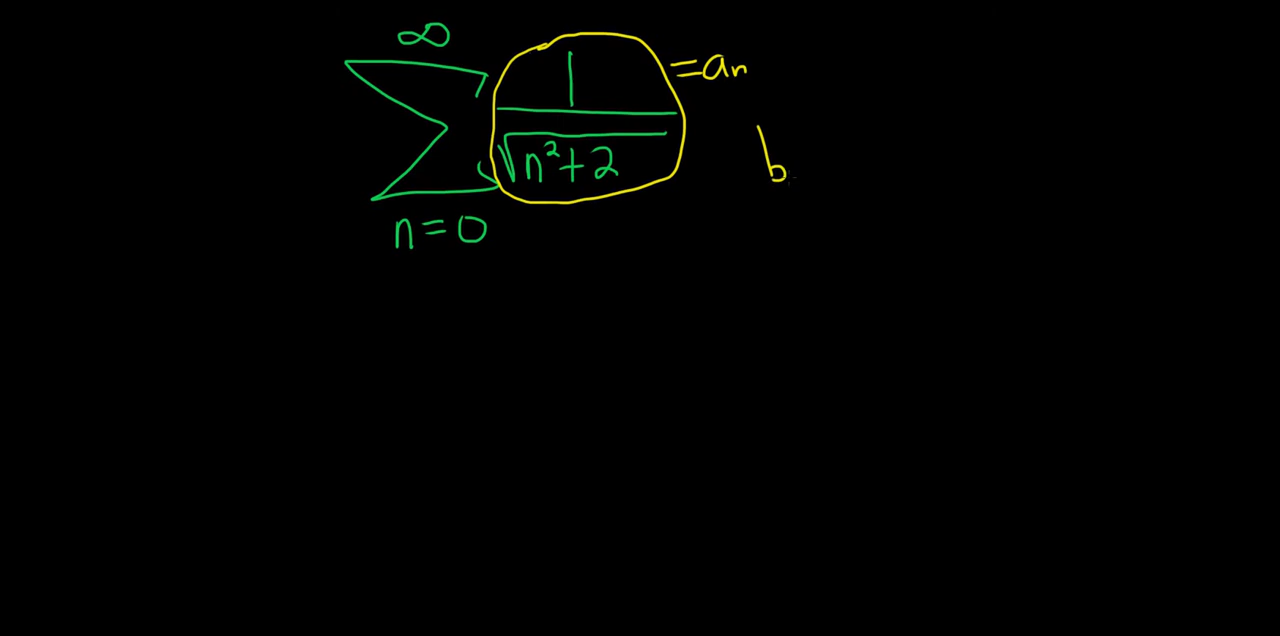 ∞
∑ 1/√(n²+2) = an
n=0
b